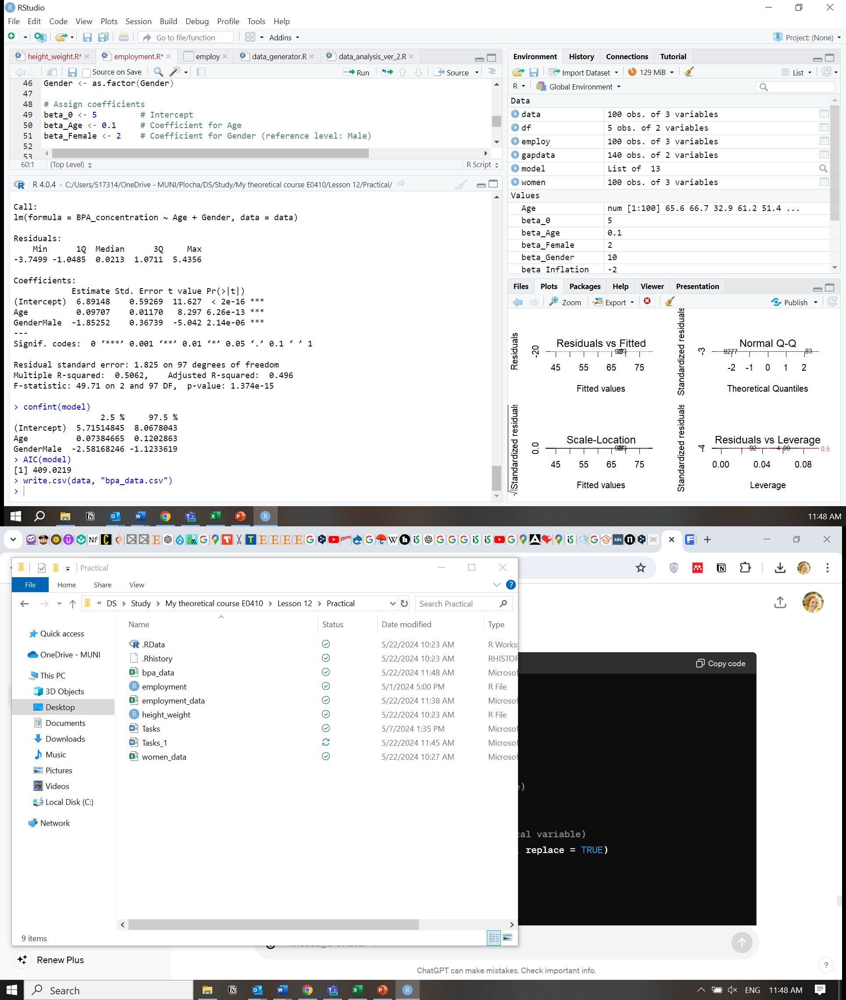 RStudio
File Edit Code View Plots Session Build Debug Profile Tools Help
Go to file/function Addins Project: (None)
height_weight.R* employment.R* employ data_generator.R data_analysis_ver_2.R
Source on Save Run Source
46 Gender <- as.factor(Gender)
47
48 # Assign coefficients
49 beta_0 <- 5 # Intercept
50 beta_Age <- 0.1 # Coefficient for Age
51 beta_Female <- 2 # Coefficient for Gender (reference level: Male)
52
53
60:1 (Top Level) R Script
R 4.0.4 · C:/Users/517314/OneDrive - MUNI/Plocha/DS/Study/My theoretical course E0410/Lesson 12/Practical/
Call:
lm(formula = BPA_concentration ~ Age + Gender, data = data)
Residuals:
Min 1Q Median 3Q Max
-3.7499 -1.0485 0.0213 1.0711 5.4356
Coefficients:
Estimate Std. Error t value Pr(>|t|)
(Intercept) 6.89148 0.59269 11.627 < 2e-16 ***
Age 0.09707 0.01170 8.297 6.26e-13 ***
GenderMale -1.85252 0.36739 -5.042 2.14e-06 ***
---
Signif. codes: 0 ‘***’ 0.001 ‘**’ 0.01 ‘*’ 0.05 ‘.’ 0.1 ‘ ’ 1
Residual standard error: 1.825 on 97 degrees of freedom
Multiple R-squared: 0.5062, Adjusted R-squared: 0.496
F-statistic: 49.71 on 2 and 97 DF, p-value: 1.374e-15
> confint(model)
2.5 % 97.5 %
(Intercept) 5.71514845 8.0678043
Age 0.07384665 0.1202863
GenderMale -2.58168246 -1.1233619
> AIC(model)
[1] 409.0219
> write.csv(data, "bpa_data.csv")
>
Environment History Connections Tutorial
Import Dataset 129 MiB List
R Global Environment
Data
data 100 obs. of 3 variables
df 5 obs. of 2 variables
employ 100 obs. of 3 variables
gapdata 140 obs. of 2 variables
model List of 13
women 100 obs. of 3 variables
Values
Age num [1:100] 65.6 66.7 32.9 61.2 51.4 ...
beta_0 5
beta_Age 0.1
beta_Female 2
beta_Gender 10
beta_Inflation -2
Files Plots Packages Help Viewer Presentation
Zoom Export Publish
Residuals vs Fitted
Residuals
-20
45 55 65 75
Fitted values
Normal Q-Q
Standardized residuals
-3
9277 83
-2 -1 0 1 2
Theoretical Quantiles
Scale-Location
√|Standardized residuals
0.0
45 55 65 75
Fitted values
Residuals vs Leverage
Standardized residuals
-4
92 4 99 0.5
0.00 0.04 0.08
Leverage
11:48 AM
Practical
File Home Share View
« DS > Study > My theoretical course E0410 > Lesson 12 > Practical
Search Practical
Name Status Date modified Type
.RData 5/22/2024 10:23 AM R Works
.Rhistory 5/22/2024 10:23 AM RHISTOR
bpa_data 5/22/2024 11:48 AM Microsof
employment 5/1/2024 5:00 PM R File
employment_data 5/22/2024 11:38 AM Microsof
height_weight 5/22/2024 10:23 AM R File
Tasks 5/7/2024 1:35 PM Microsof
Tasks_1 5/22/2024 11:45 AM Microsof
women_data 5/22/2024 10:27 AM Microsof
Quick access
OneDrive - MUNI
This PC
3D Objects
Desktop
Documents
Downloads
Music
Pictures
Videos
Local Disk (C:)
Network
9 items
Copy code
e)
cal variable)
, replace = TRUE)
Renew Plus
ChatGPT can make mistakes. Check important info.
?
Search
ENG 11:48 AM